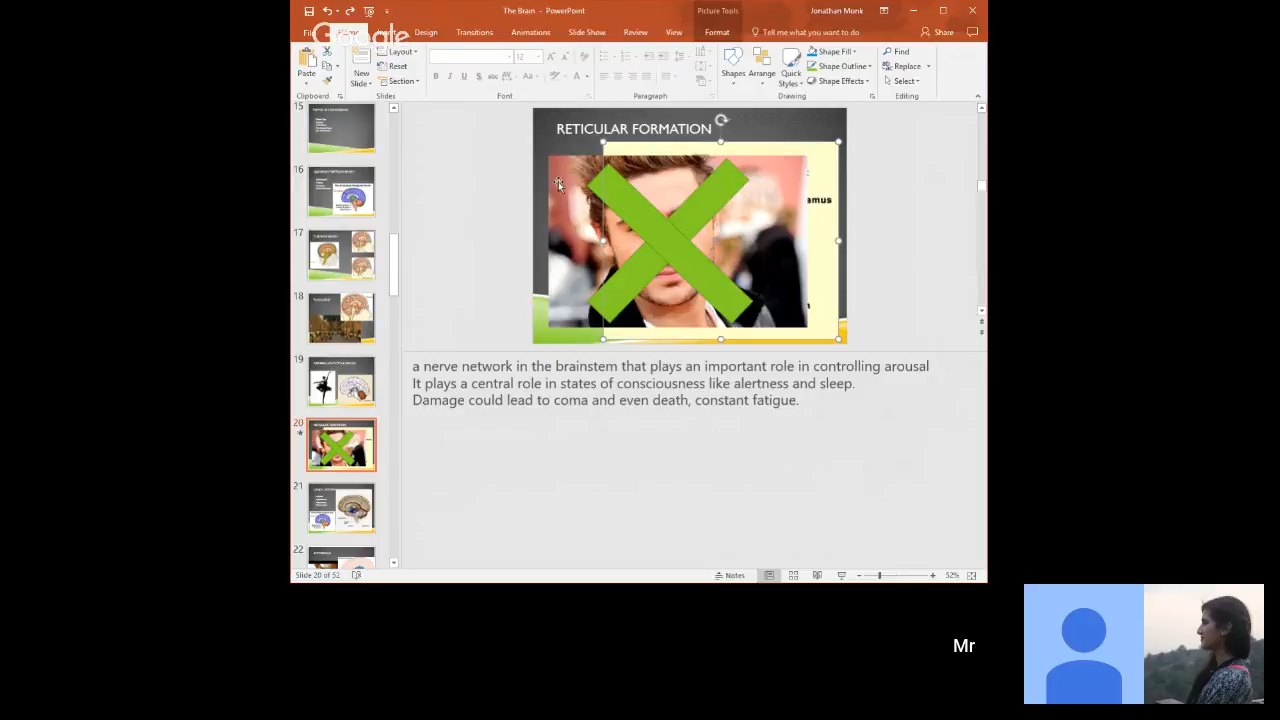 The Brain - PowerPoint
Picture Tools
Jonathan Monk
Google
File
Home
Insert
Design
Transitions
Animations
Slide Show
Review
View
Format
Tell me what you want to do
Share
Paste
Clipboard
New
Slide
Layout
Reset
Section
Slides
Font
Paragraph
Shapes
Arrange
Quick
Styles
Shape Fill
Shape Outline
Shape Effects
Drawing
Find
Replace
Select
Editing
15
16
17
18
19
20
21
22
RETICULAR FORMATION
amus
a nerve network in the brainstem that plays an important role in controlling arousal
It plays a central role in states of consciousness like alertness and sleep.
Damage could lead to coma and even death, constant fatigue.
Slide 20 of 52
Notes
52%
Mr